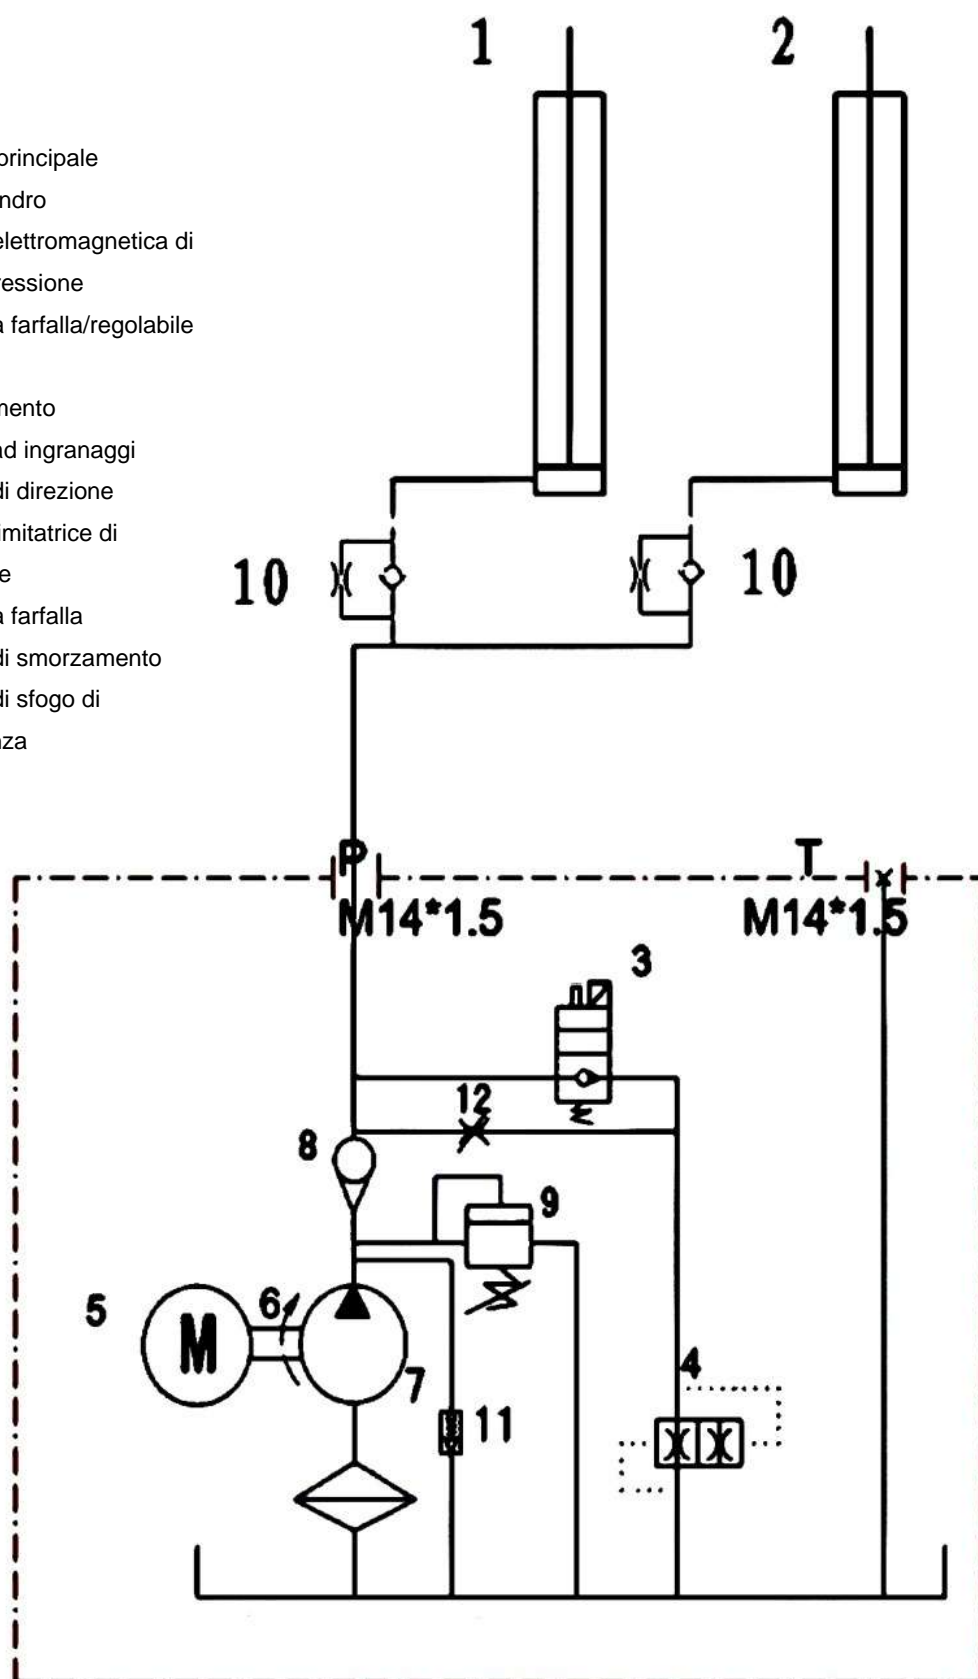 1
2
principale
ndro
elettromagnetica di
ressione
a farfalla/regolabile
mento
ad ingranaggi
di direzione
imitatrice di
e
a farfalla
di smorzamento
di sfogo di
nza
10
10
P
T
M14*1.5
M14*1.5
3
12
8
9
5
6
M
7
4
11